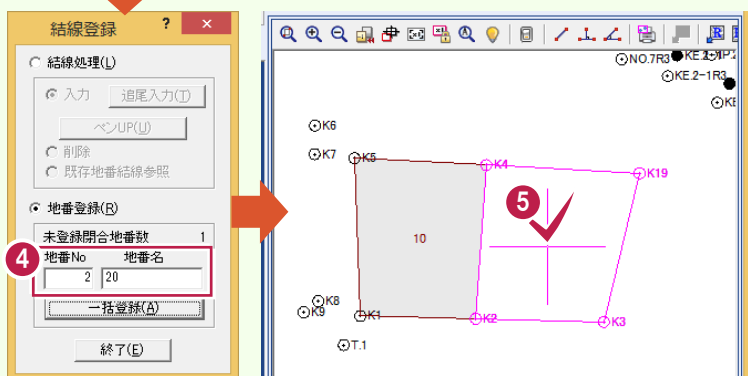 結線登録 ? ×
結線処理(L)
入力 追尾入力(T)
ペンUP(U)
削除
既存地番結線参照
地番登録(R)
未登録閉合地番数 1
4
地番No 地番名
2 20
一括登録(A)
終了(E)
NO.7R3
KE.2-1R3
K6
K7
K5
K4
K19
5
10
K8
K9
K1
K2
K3
T.1